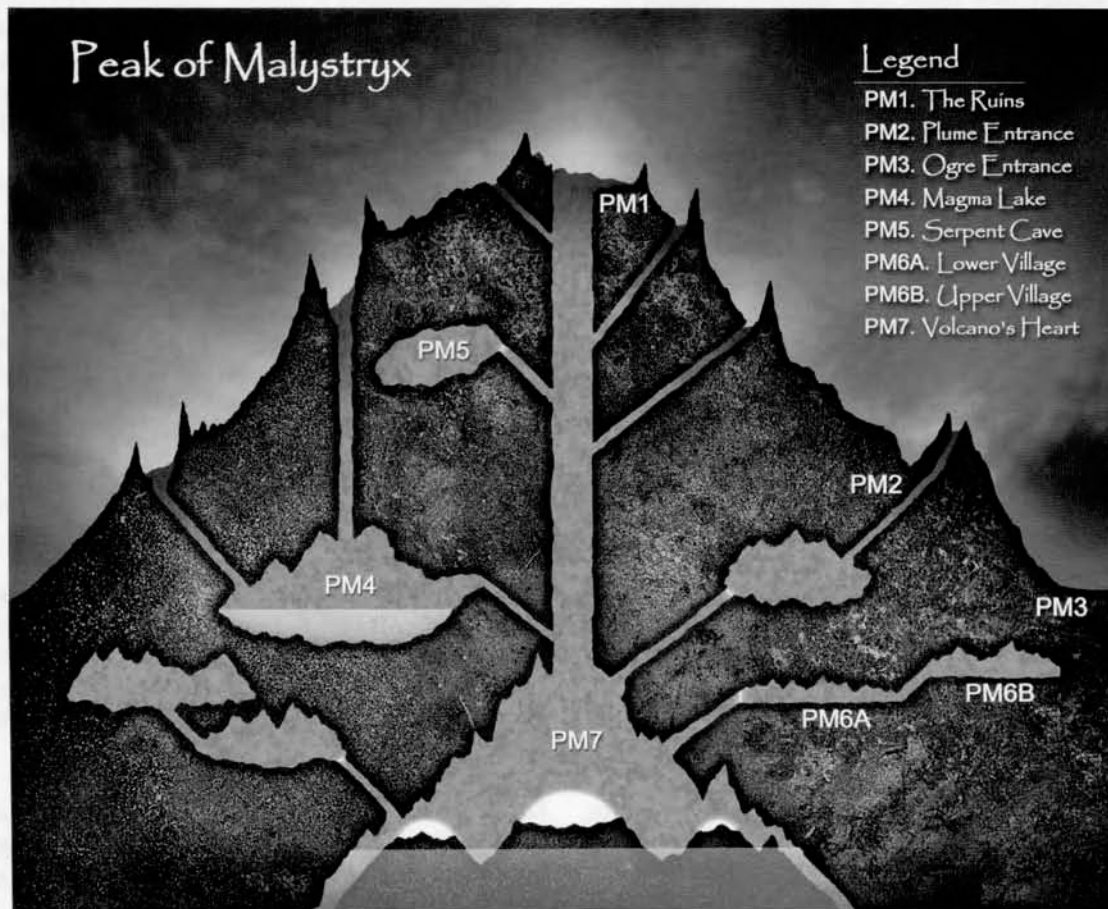 Peak of Malystryx
Legend
PM1. The Ruins
PM2. Plume Entrance
PM3. Ogre Entrance
PM4. Magma Lake
PM5. Serpent Cave
PM6A. Lower Village
PM6B. Upper Village
PM7. Volcano's Heart
PM1
PM5
PM2
PM4
PM3
PM6B
PM6A
PM7